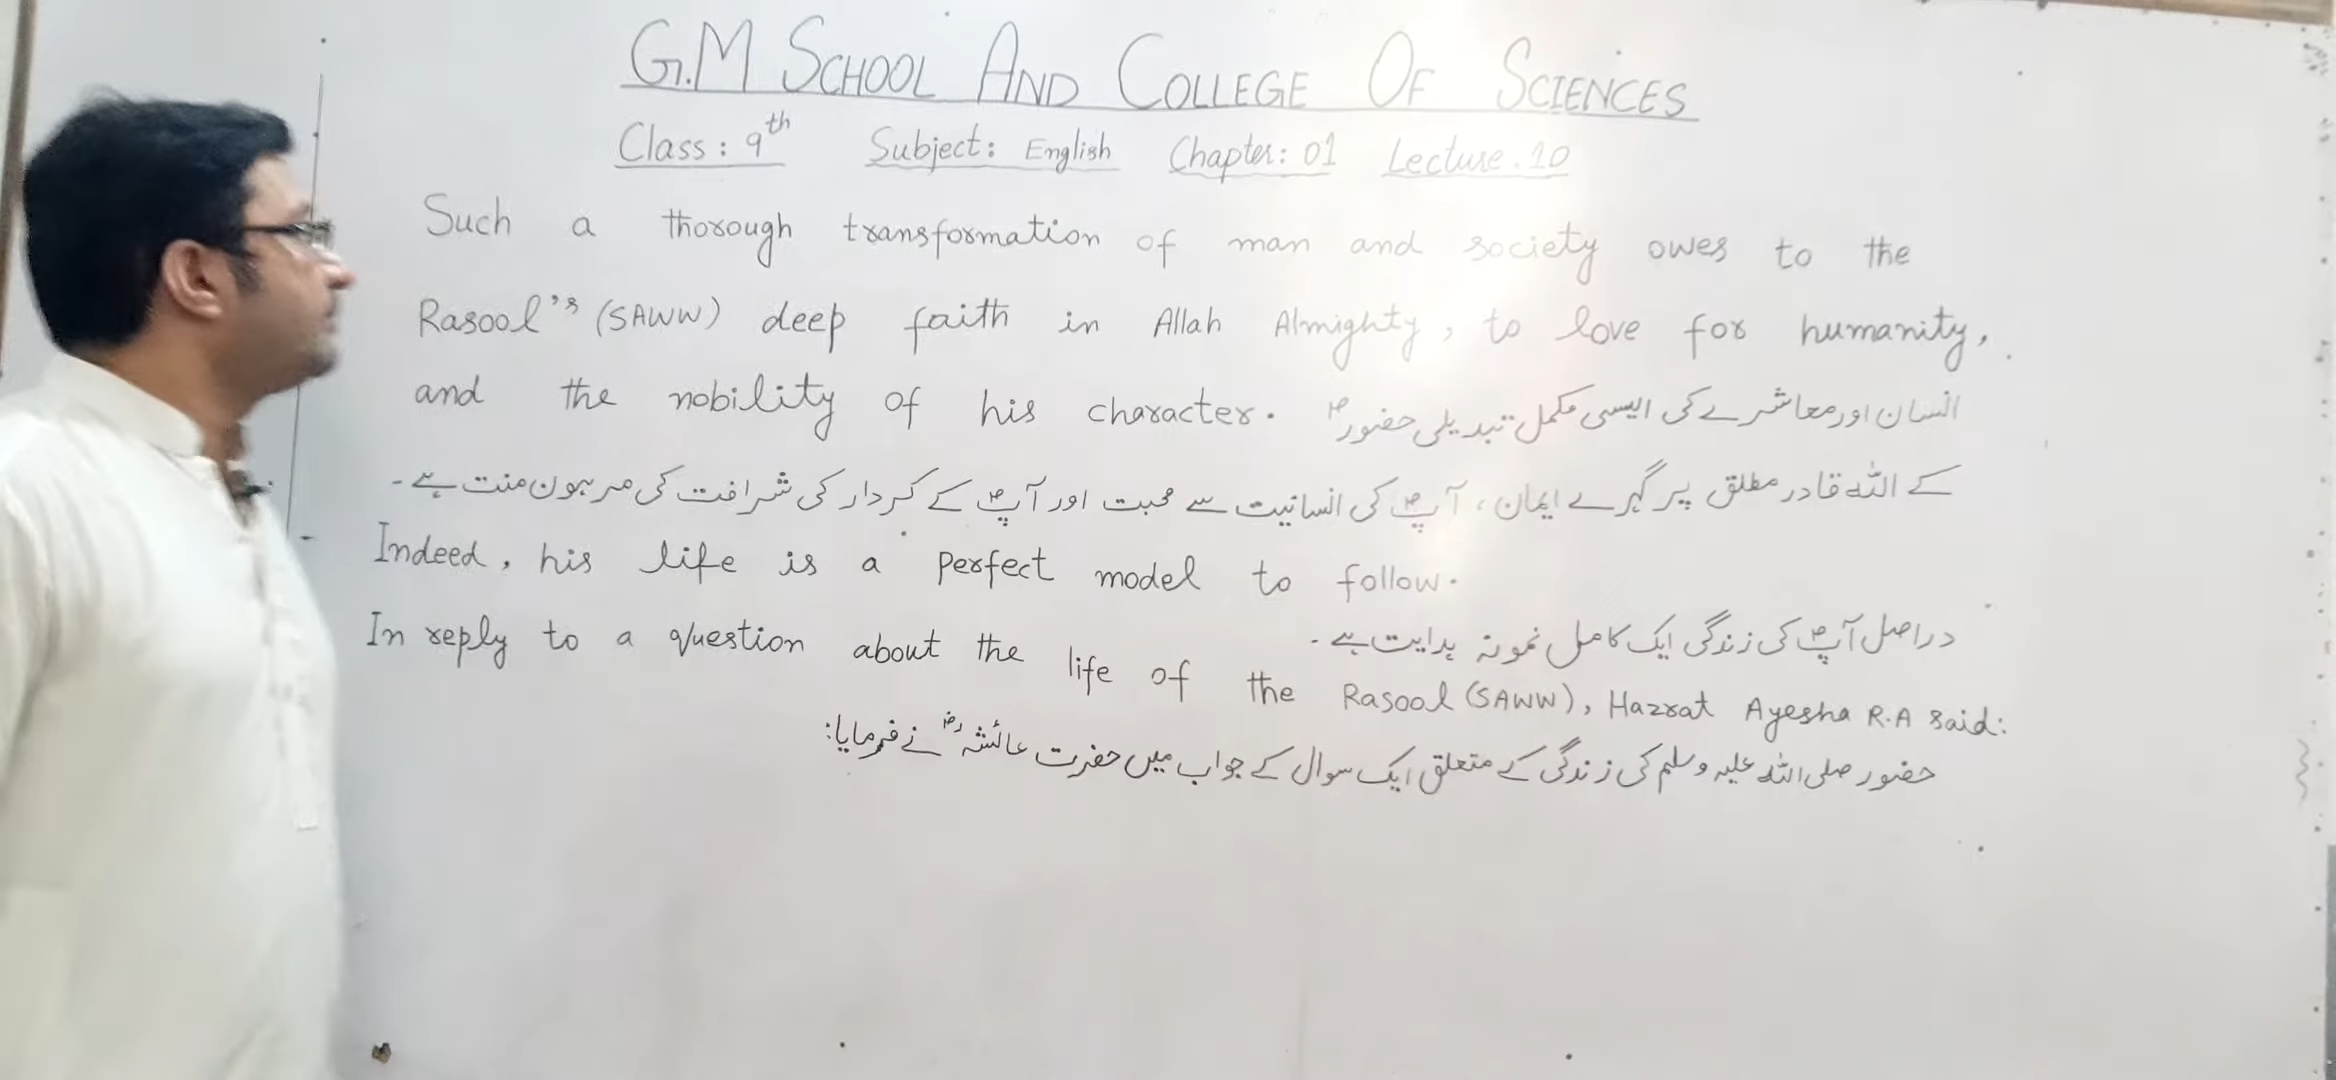 G.M SCHOOL AND COLLEGE OF SCIENCES
Class: 9th Subject: English Chapter: 01 Lecture. 10
Such a thorough transformation of man and society owes to the
Rasool's (SAWW) deep faith in Allah Almighty, to love for humanity,
and the nobility of his character. انسان اور معاشرے کی ایسی مکمل تبدیلی حضورؐ
کے اللہ قادر مطلق پر گہرے ایمان، آپؐ کی انسانیت سے محبت اور آپؐ کے کردار کی شرافت کی مرہون منت ہے۔
Indeed, his life is a perfect model to follow.
دراصل آپؐ کی زندگی ایک کامل نمونہ ہدایت ہے۔
In reply to a question about the life of the Rasool (SAWW), Hazrat Ayesha R.A said:
حضور صلی اللہ علیہ وسلم کی زندگی کے متعلق ایک سوال کے جواب میں حضرت عائشہؓ نے فرمایا: